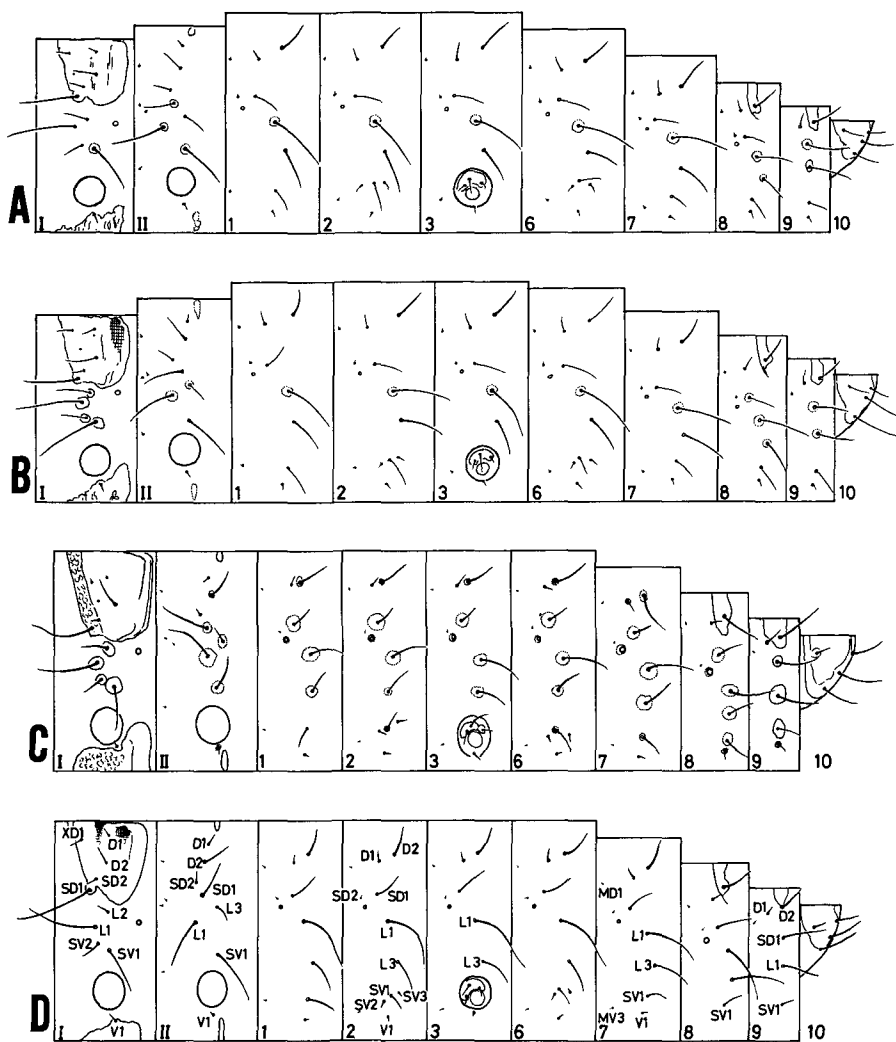 A
I II 1 2 3 6 7 8 9 10
B
I II 1 2 3 6 7 8 9 10
C
I II 1 2 3 6 7 8 9 10
XD1 D1 D2 SD2 SD1 L2 L1 SV2 SV1 V1
D1 D2 SD2 SD1 L3 L1 SV1 V1
D1 D2 SD2 SD1 L1 L3 SV1 SV2 SV3 V1
L1 L3
MD1 L1 L3 SV1 MV3 V1
SV1
D1 D2 SD1 L1 SV1
D
I II 1 2 3 6 7 8 9 10